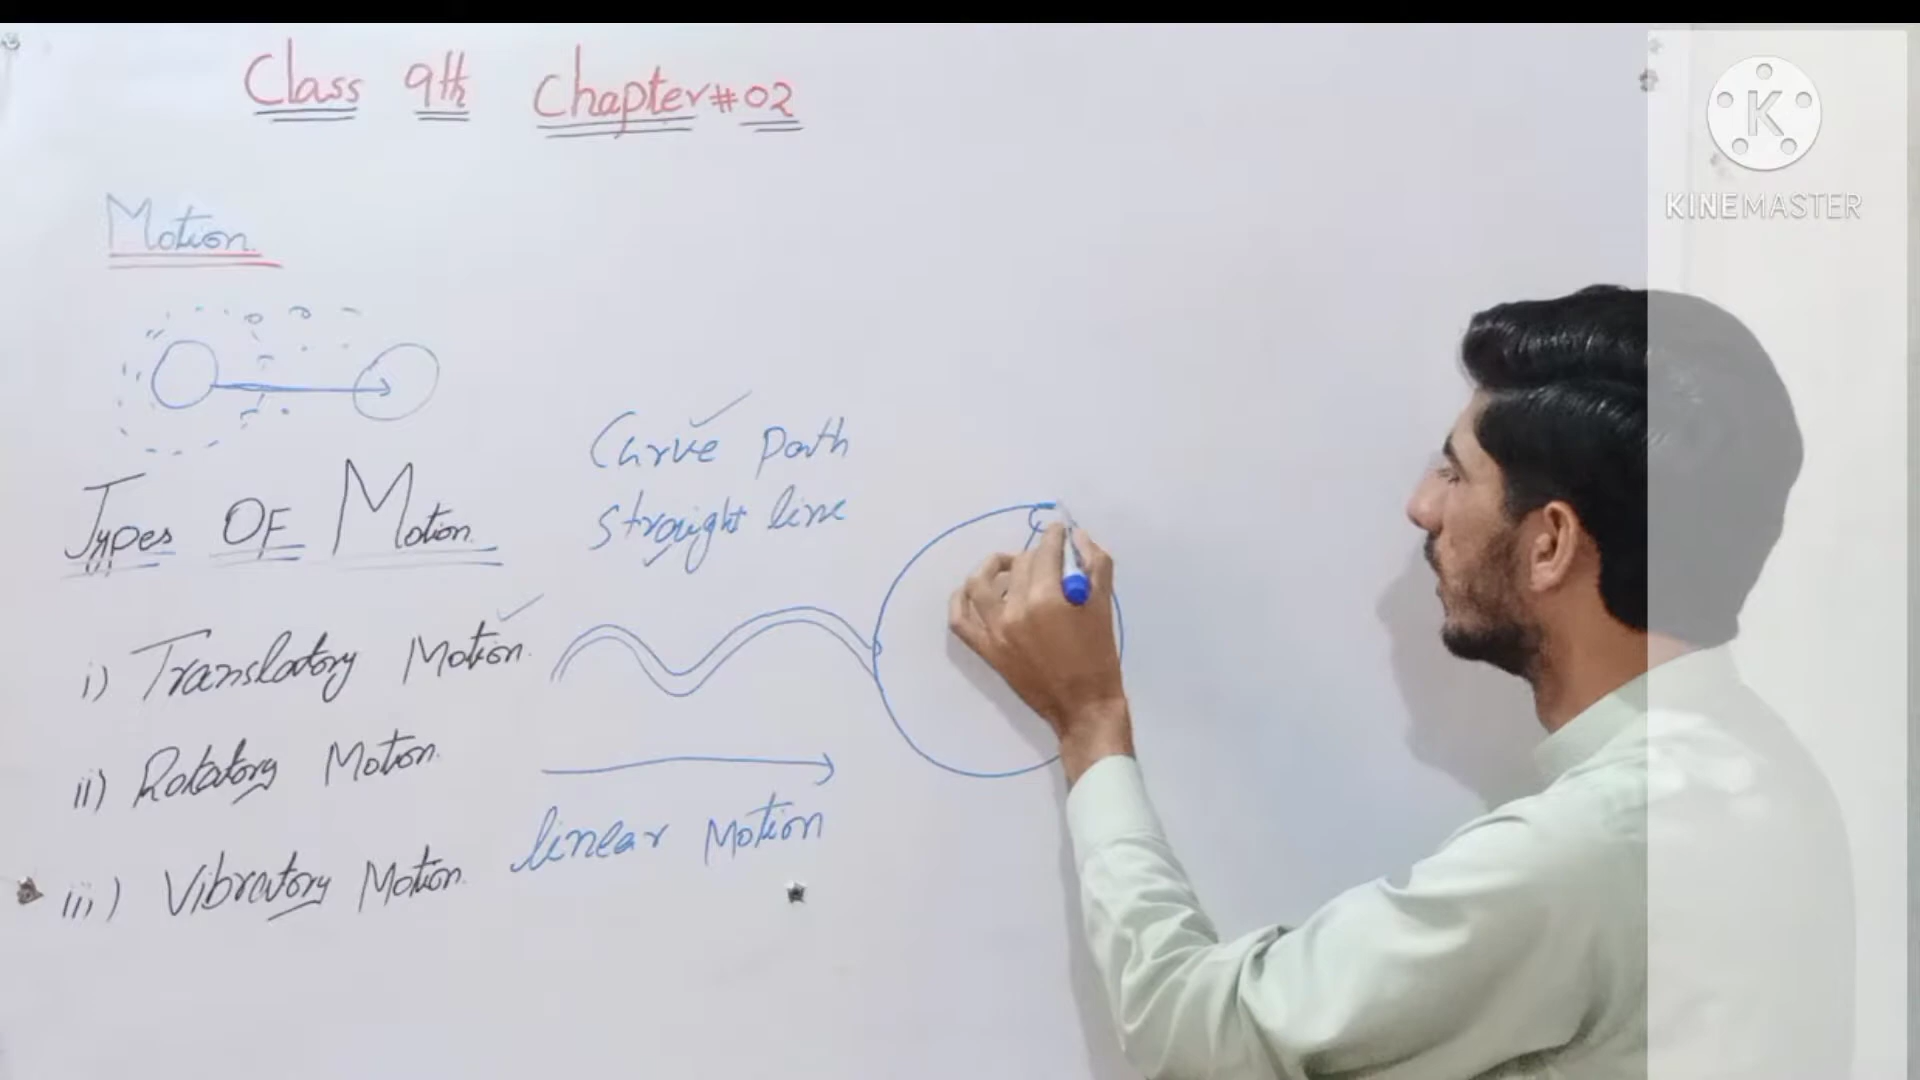 Class 9th Chapter#02
Motion
Curve path
straight line
Types OF Motion
i) Translatory Motion.
ii) Rotatory Motion.
iii) Vibratory Motion.
linear Motion
K
KINEMASTER